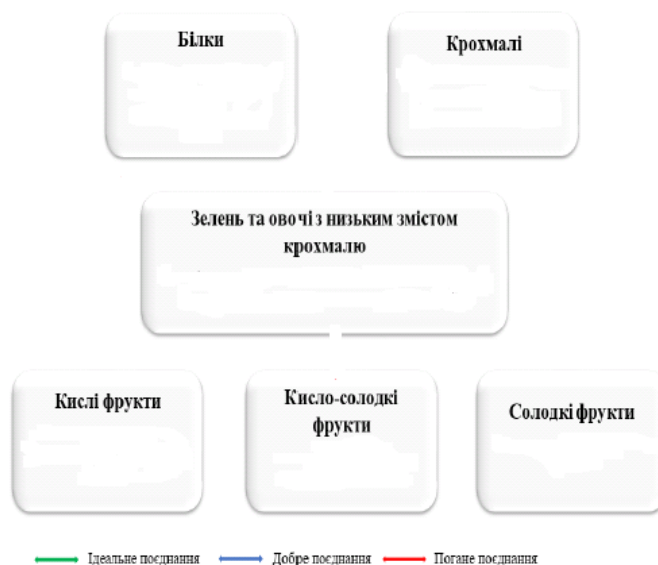 Білки
Крохмалі
Зелень та овочі з низьким змістом
крохмалю
Кислі фрукти
Кисло-солодкі
фрукти
Солодкі фрукти
Ідеальне поєднання Добре поєднання Погане поєднання